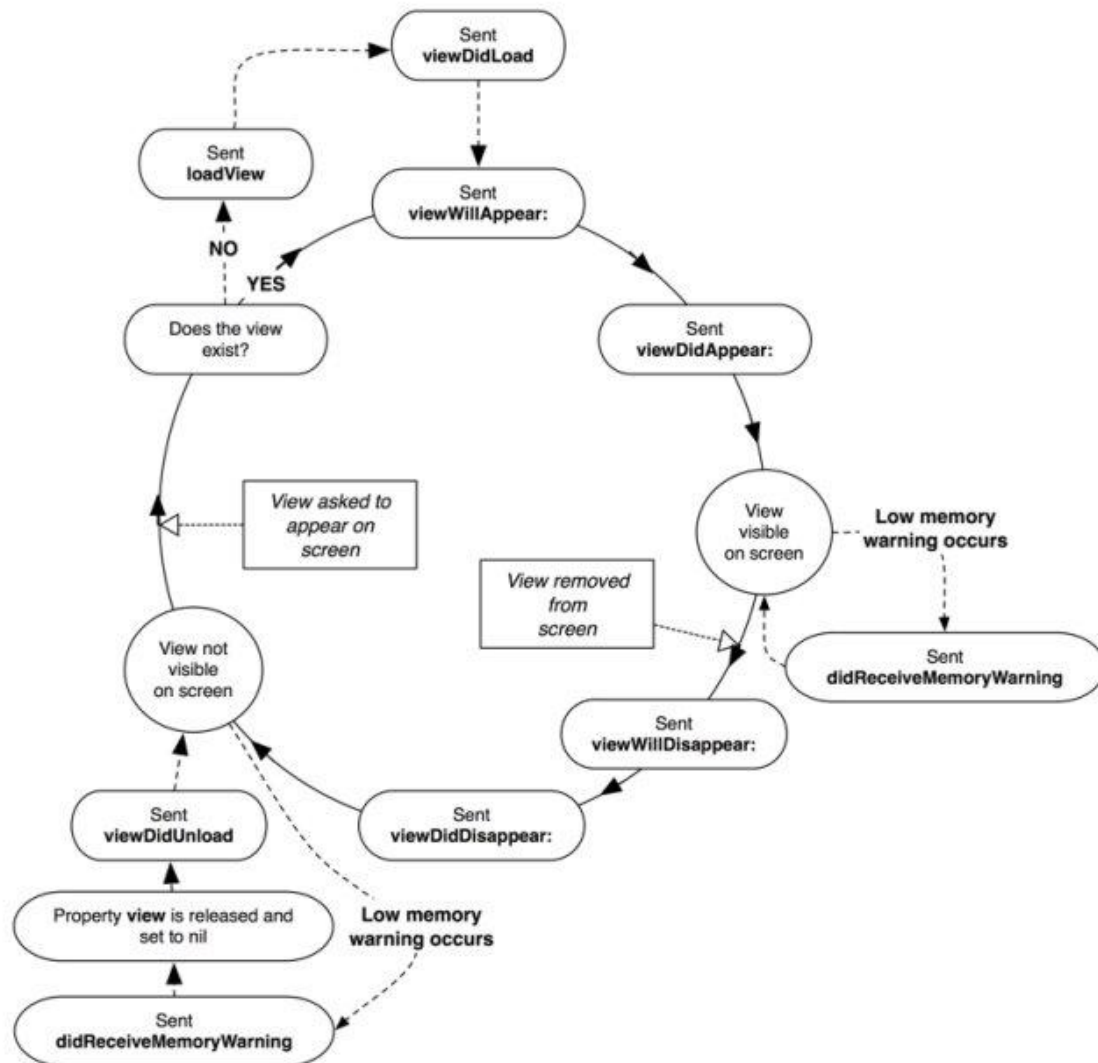 Sent
viewDidLoad
Sent
loadView
Sent
viewWillAppear:
NO
YES
Does the view
exist?
Sent
viewDidAppear:
View asked to
appear on
screen
View
visible
on screen
Low memory
warning occurs
View removed
from
screen
View not
visible
on screen
Sent
didReceiveMemoryWarning
Sent
viewWillDisappear:
Sent
viewDidUnload
Sent
viewDidDisappear:
Property view is released and
set to nil
Low memory
warning occurs
Sent
didReceiveMemoryWarning